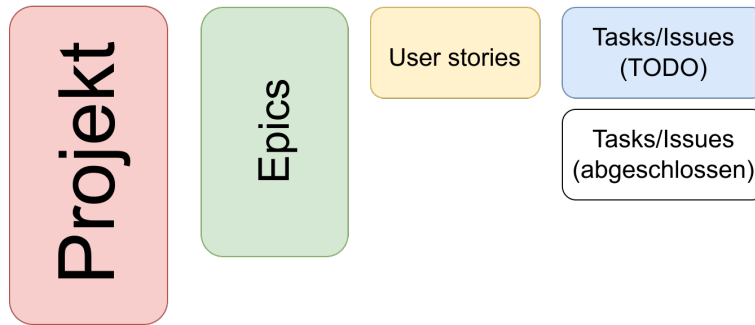 Projekt
Epics
User stories
Tasks/Issues
(TODO)
Tasks/Issues
(abgeschlossen)